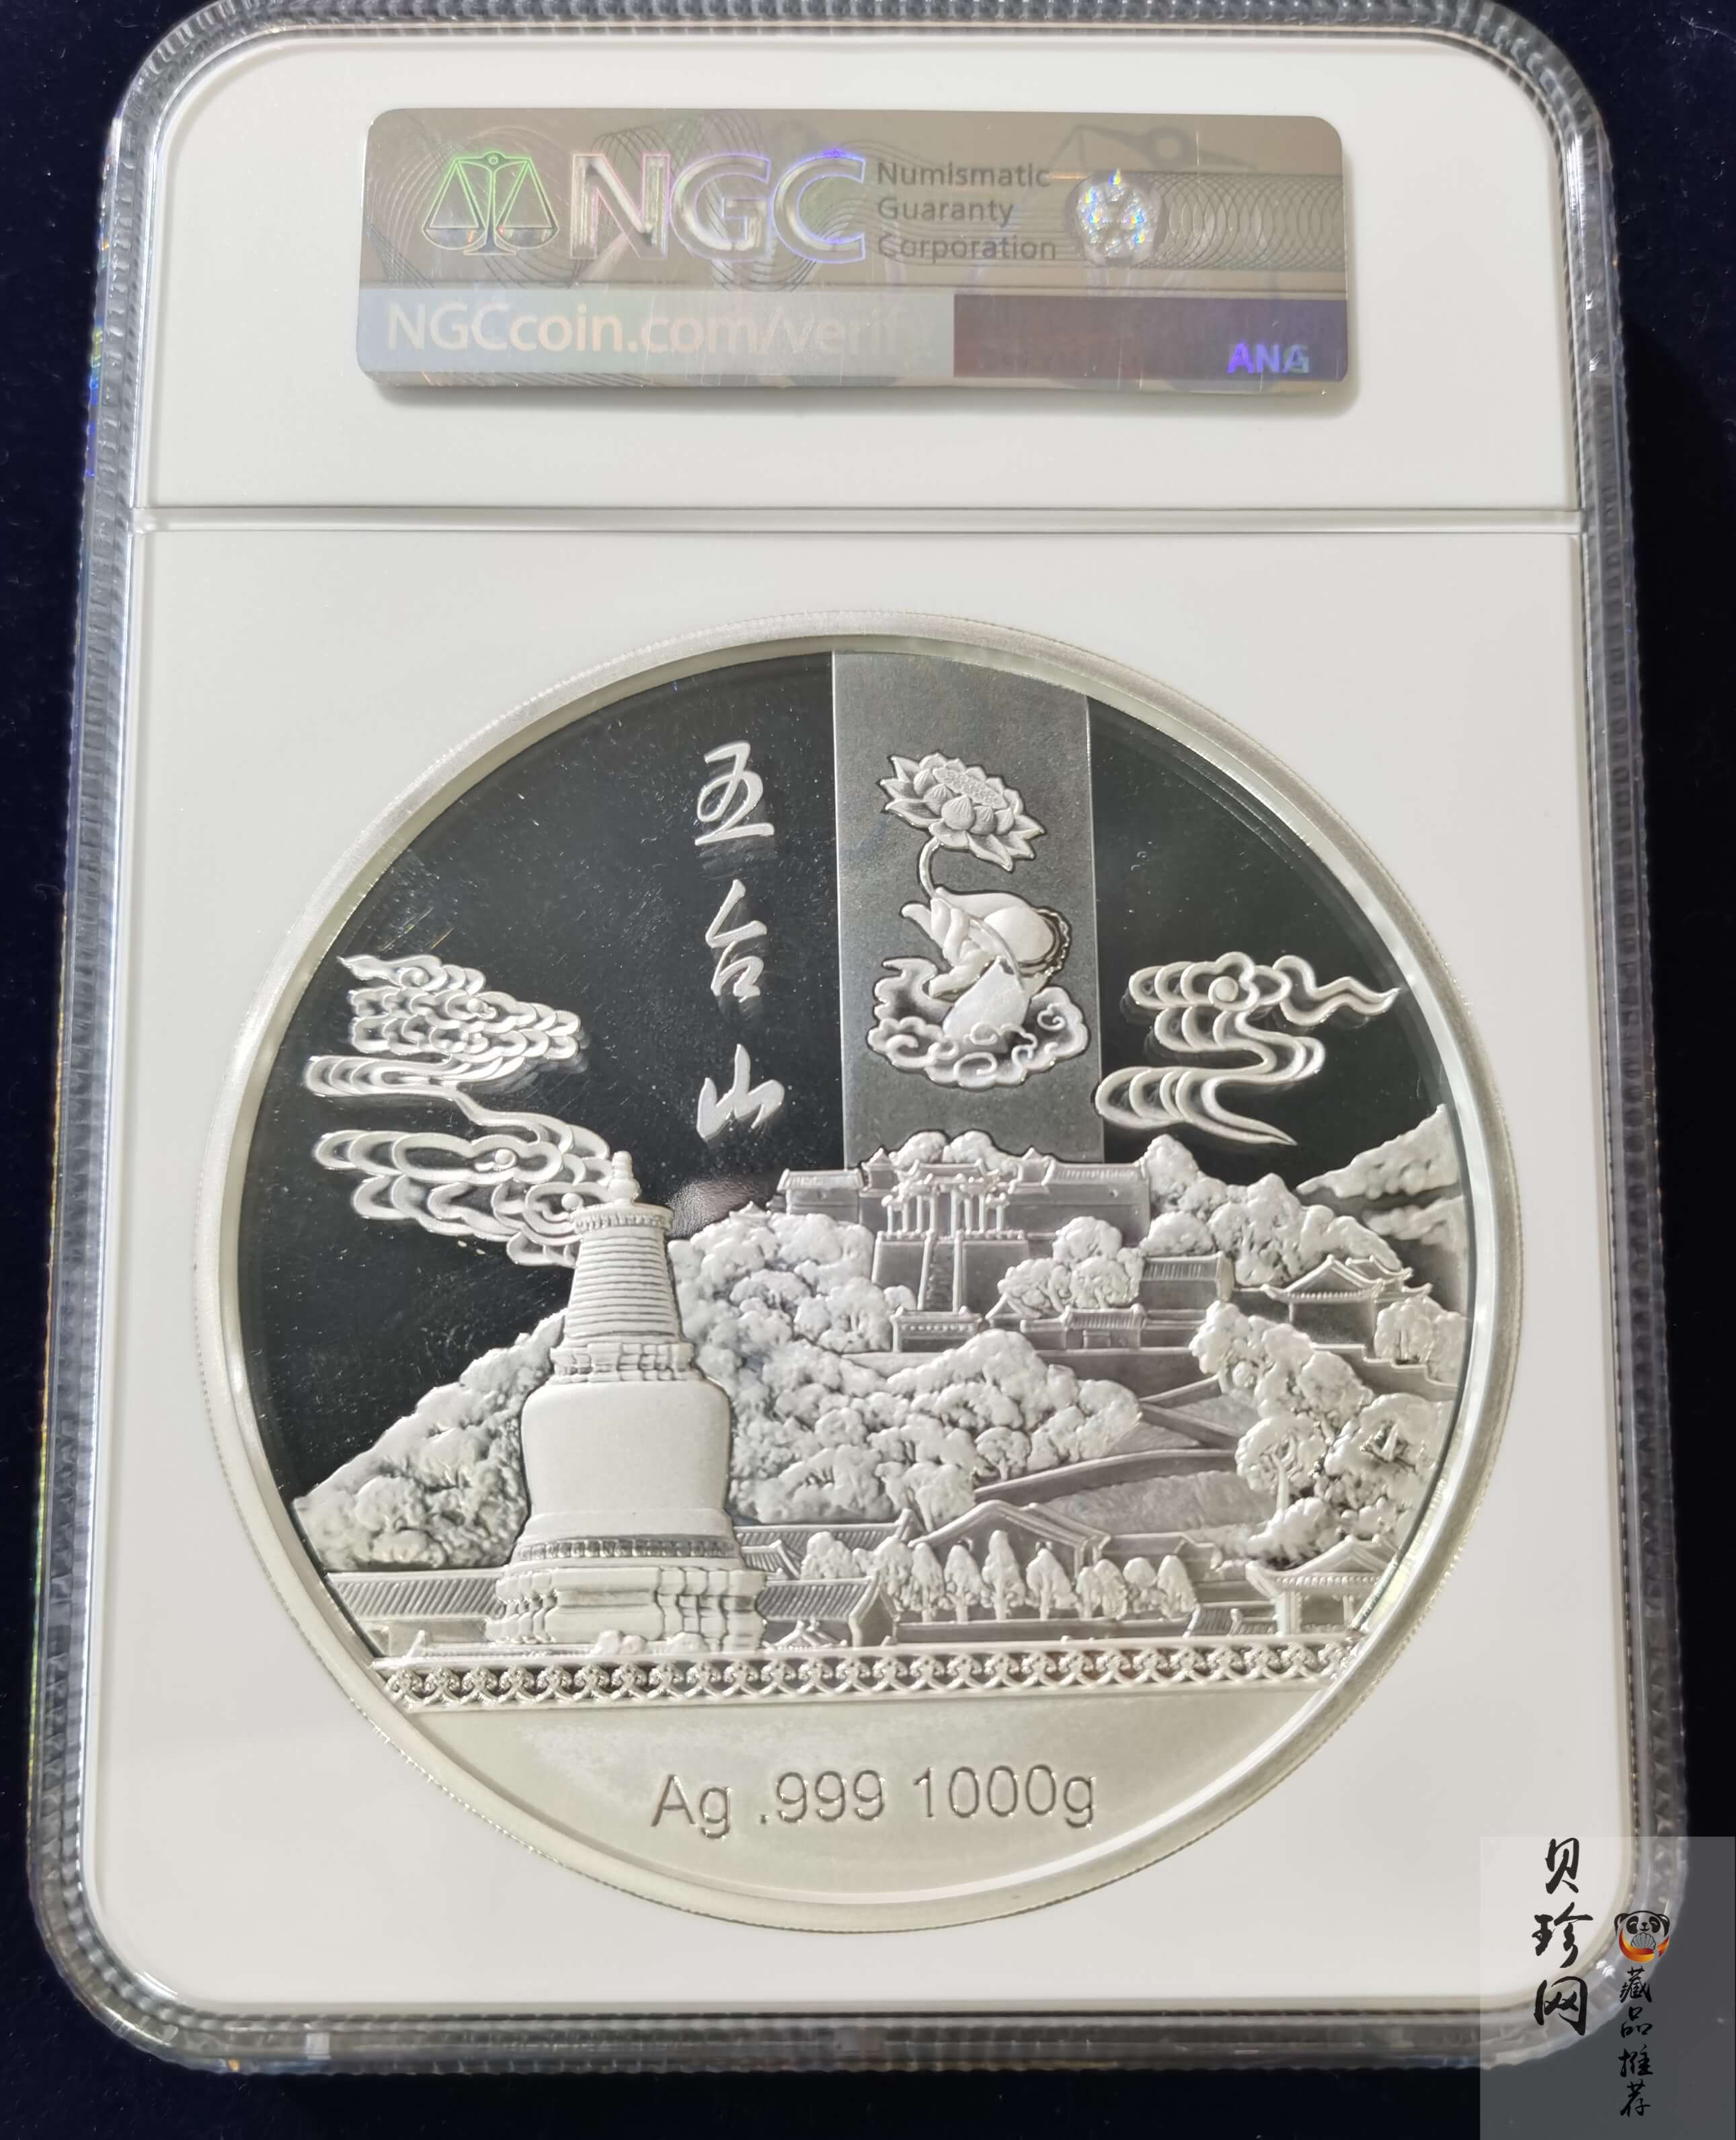 NGC
Numismatic
Guaranty
Corporation
NGCcoin.com/verify
ANA
五台山
Ag .999 1000g
贝珍网
藏品推荐